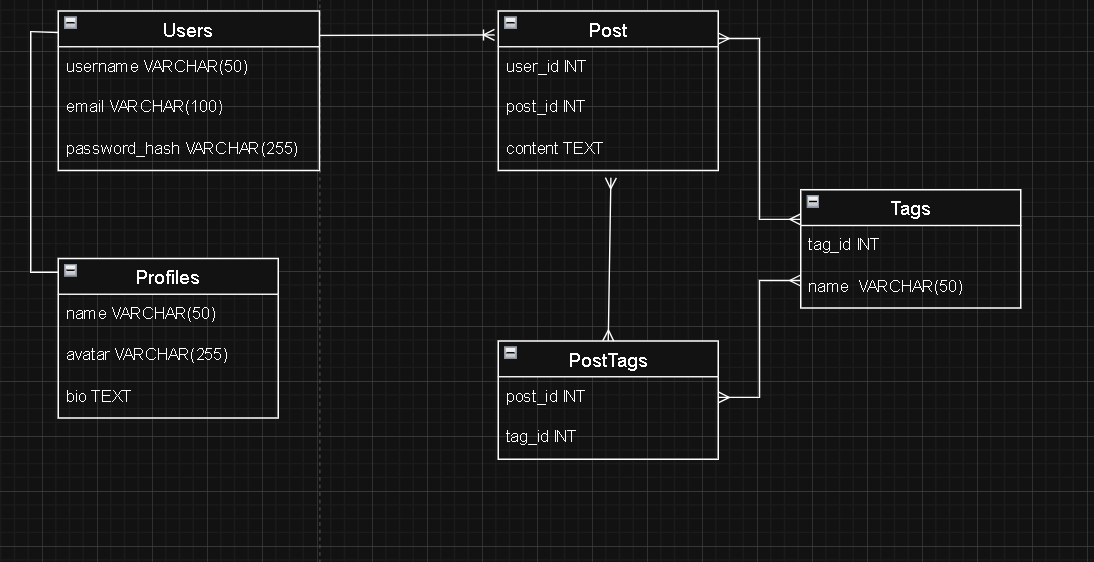 Users
username VARCHAR(50)
email VARCHAR(100)
password_hash VARCHAR(255)
Profiles
name VARCHAR(50)
avatar VARCHAR(255)
bio TEXT
Post
user_id INT
post_id INT
content TEXT
PostTags
post_id INT
tag_id INT
Tags
tag_id INT
name VARCHAR(50)